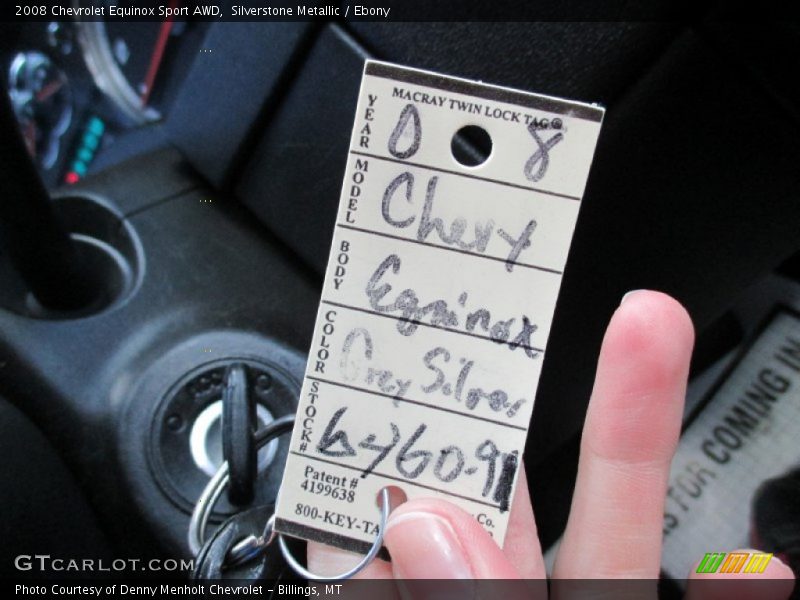 2008 Chevrolet Equinox Sport AWD, Silverstone Metallic / Ebony
MACRAY TWIN LOCK TAG®
YEAR 0 8
MODEL Chevy
BODY Equinox
COLOR Grey Silver
STOCK #
Patent #
4199638
800-KEY-TA
Co.
FOR COMING IN
GTCARLOT.COM
Photo Courtesy of Denny Menholt Chevrolet – Billings, MT